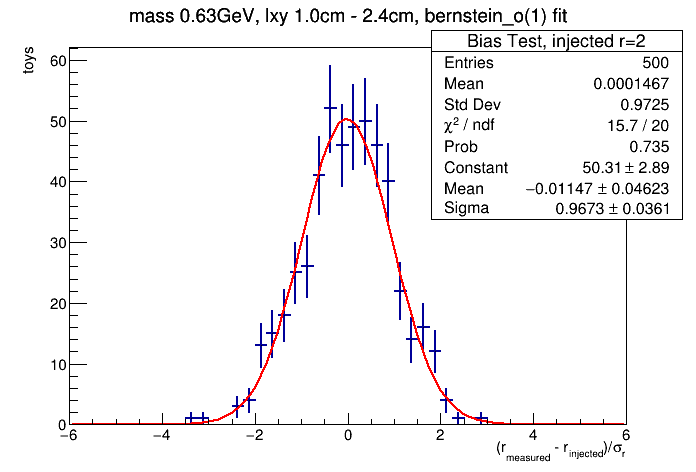 mass 0.63GeV, lxy 1.0cm - 2.4cm, bernstein_o(1) fit
toys
Bias Test, injected r=2
Entries 500
Mean 0.0001467
Std Dev 0.9725
χ² / ndf 15.7 / 20
Prob 0.735
Constant 50.31 ± 2.89
Mean −0.01147 ± 0.04623
Sigma 0.9673 ± 0.0361
60
50
40
30
20
10
0
−6 −4 −2 0 2 4 6
(r_measured - r_injected)/σ_r